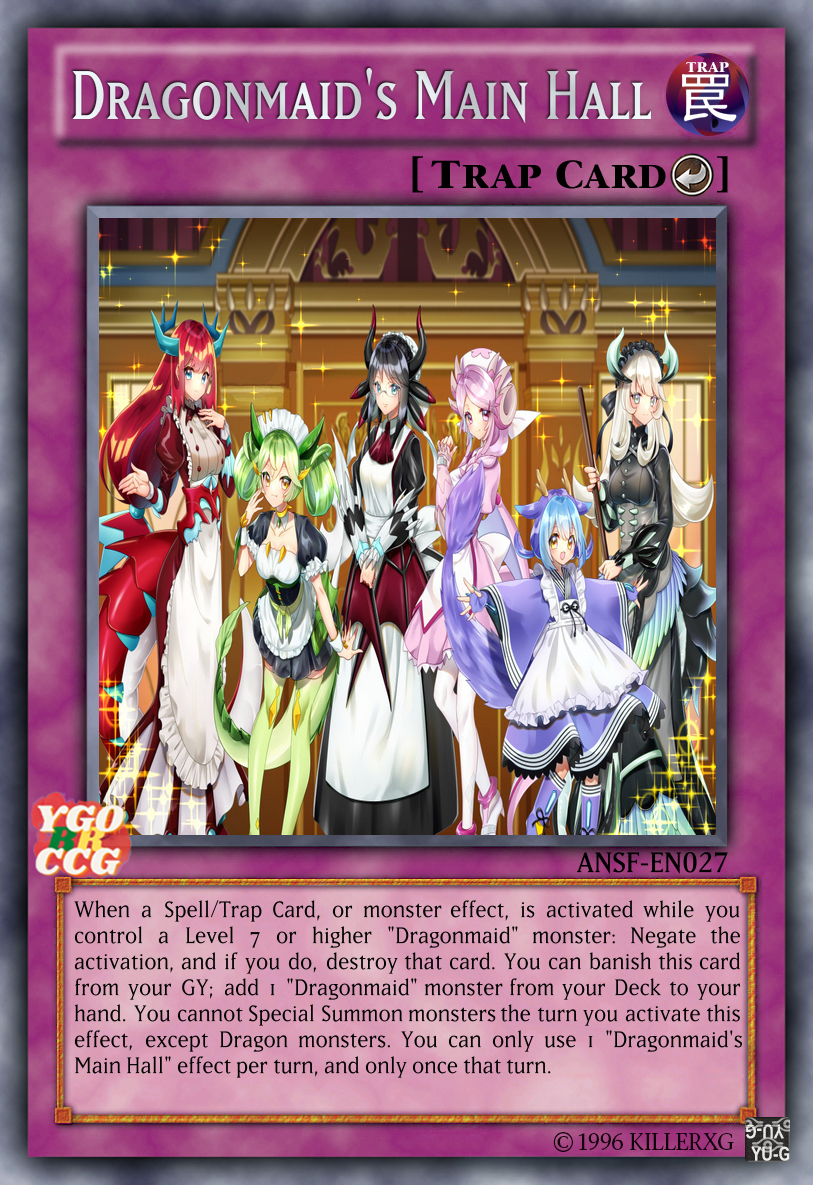 DRAGONMAID'S MAIN HALL
TRAP
罠
[TRAP CARD]
YGO
BR
CCG
ANSF-EN027
When a Spell/Trap Card, or monster effect, is activated while you
control a Level 7 or higher "Dragonmaid" monster: Negate the
activation, and if you do, destroy that card. You can banish this card
from your GY; add 1 "Dragonmaid" monster from your Deck to your
hand. You cannot Special Summon monsters the turn you activate this
effect, except Dragon monsters. You can only use 1 "Dragonmaid's
Main Hall" effect per turn, and only once that turn.
© 1996 KILLERXG
YU-G
YU-G